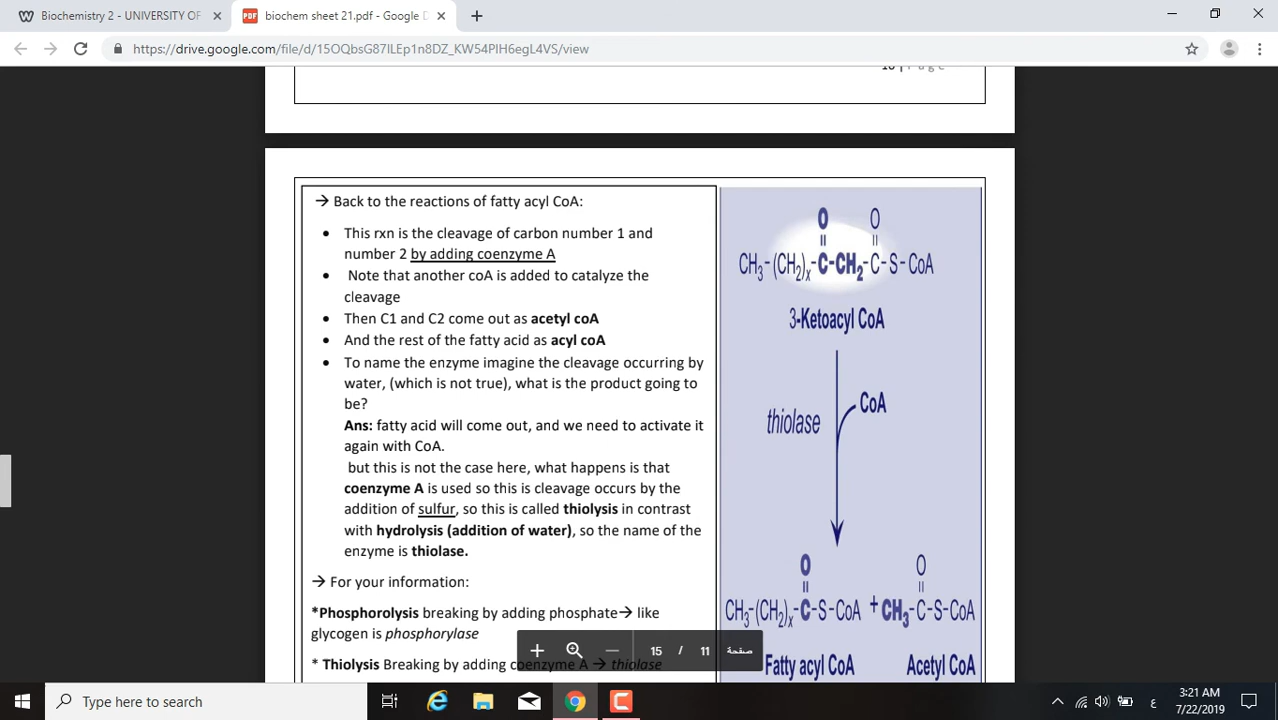 Biochemistry 2 - UNIVERSITY OF
biochem sheet 21.pdf - Google D
https://drive.google.com/file/d/15OQbsG87ILEp1n8DZ_KW54PIH6egL4VS/view
→ Back to the reactions of fatty acyl CoA:
• This rxn is the cleavage of carbon number 1 and
number 2 by adding coenzyme A
• Note that another coA is added to catalyze the
cleavage
• Then C1 and C2 come out as acetyl coA
• And the rest of the fatty acid as acyl coA
• To name the enzyme imagine the cleavage occurring by
water, (which is not true), what is the product going to
be?
Ans: fatty acid will come out, and we need to activate it
again with CoA.
but this is not the case here, what happens is that
coenzyme A is used so this is cleavage occurs by the
addition of sulfur, so this is called thiolysis in contrast
with hydrolysis (addition of water), so the name of the
enzyme is thiolase.
→ For your information:
*Phosphorolysis breaking by adding phosphate→ like
glycogen is phosphorylase
* Thiolysis Breaking by adding coenzyme A → thiolase
O O
CH₃-(CH₂)ₓ-C-CH₂-C-S-CoA
3-Ketoacyl CoA
thiolase
CoA
O O
CH₃-(CH₂)ₓ-C-S-CoA + CH₃-C-S-CoA
Fatty acyl CoA Acetyl CoA
15 / 11 صفحة
Type here to search
ع
3:21 AM
7/22/2019